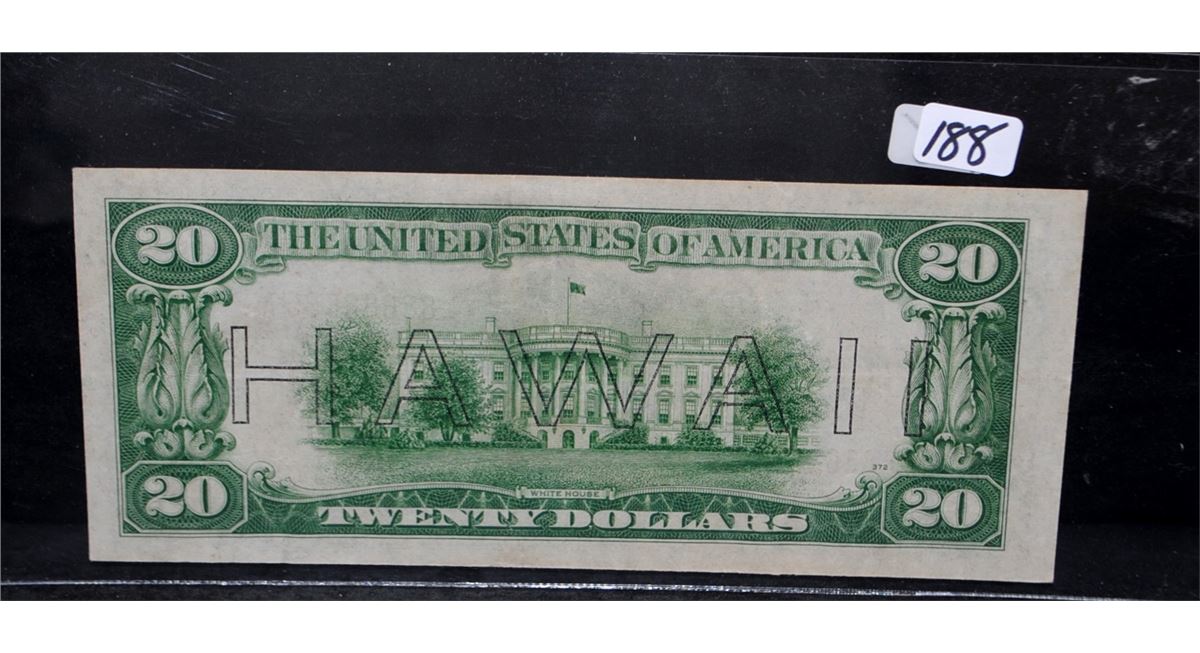 188
20 THE UNITED STATES OF AMERICA 20
HAWAII
372
WHITE HOUSE
20 TWENTY DOLLARS 20